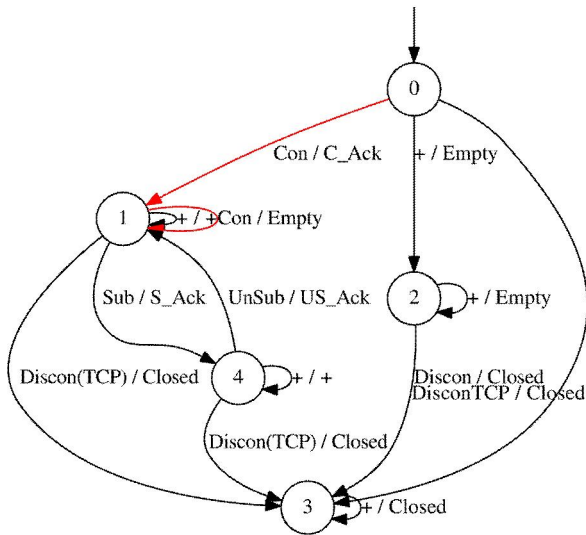 0
Con / C_Ack
+ / Empty
1
+ / +
Con / Empty
Sub / S_Ack
UnSub / US_Ack
2
+ / Empty
Discon(TCP) / Closed
4
+ / +
Discon / Closed
DisconTCP / Closed
Discon(TCP) / Closed
3
+ / Closed